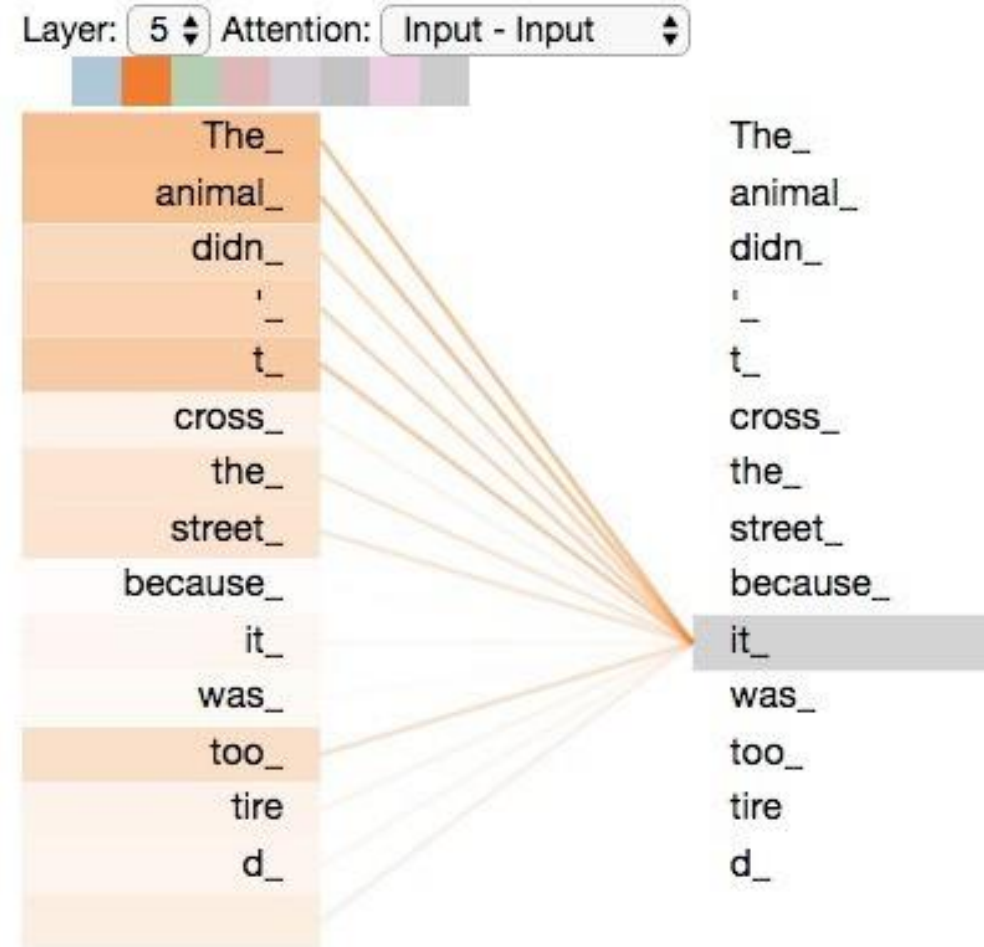 Layer: 5 Attention: Input - Input
The_ The_
animal_ animal_
didn_ didn_
'_ '_
t_ t_
cross_ cross_
the_ the_
street_ street_
because_ because_
it_ it_
was_ was_
too_ too_
tire tire
d_ d_